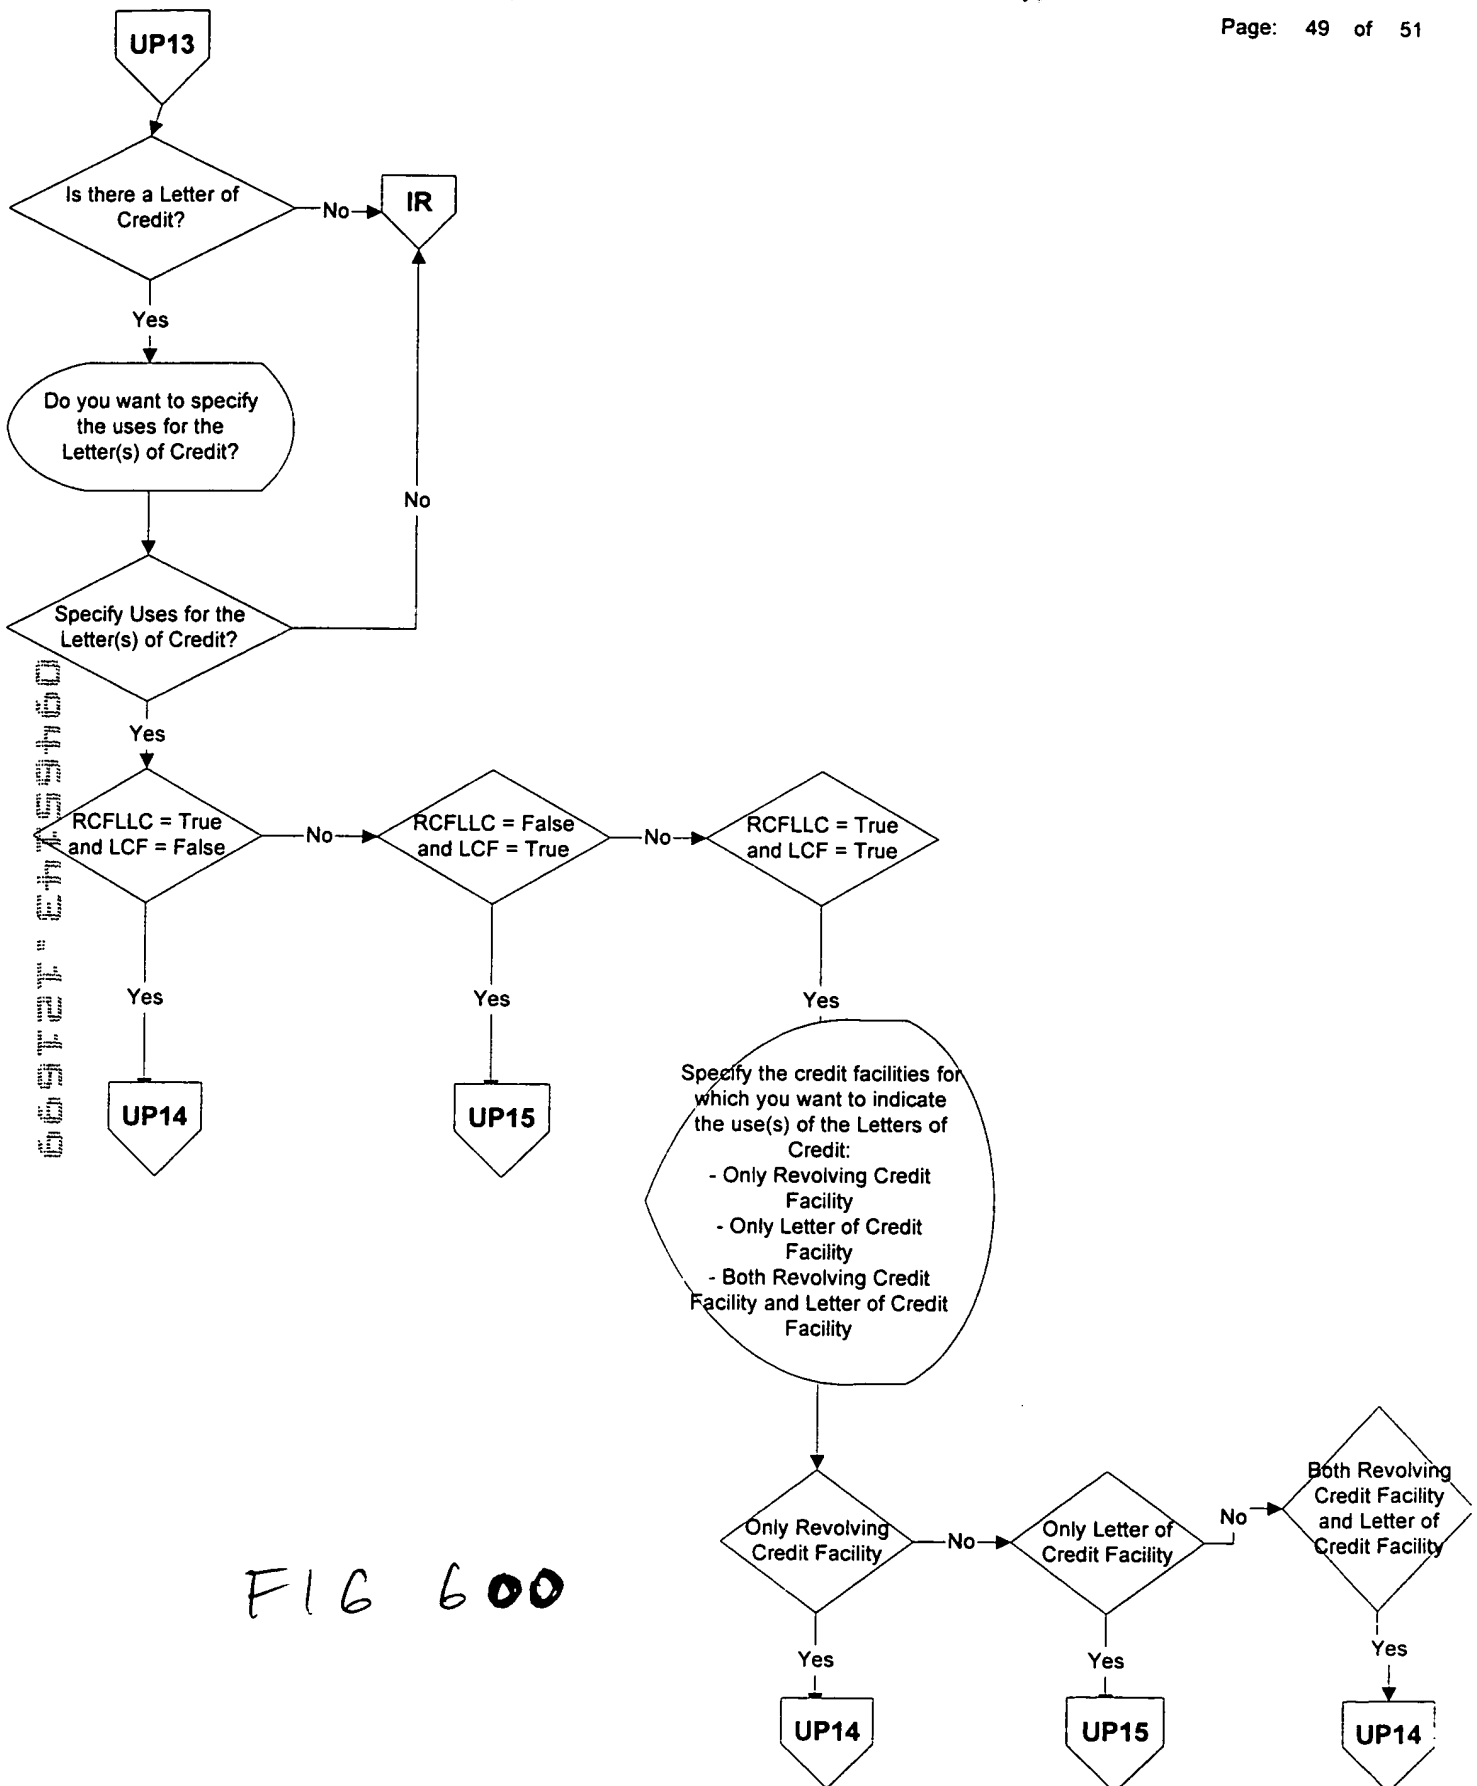 Page: 49 of 51
UP13
Is there a Letter of
Credit?
No
IR
Yes
Do you want to specify
the uses for the
Letter(s) of Credit?
No
Specify Uses for the
Letter(s) of Credit?
Yes
RCFLLC = True
and LCF = False
No
RCFLLC = False
and LCF = True
No
RCFLLC = True
and LCF = True
Yes
Yes
Yes
UP14
UP15
Specify the credit facilities for
which you want to indicate
the use(s) of the Letters of
Credit:
- Only Revolving Credit
Facility
- Only Letter of Credit
Facility
- Both Revolving Credit
Facility and Letter of Credit
Facility
Only Revolving
Credit Facility
No
Only Letter of
Credit Facility
No
Both Revolving
Credit Facility
and Letter of
Credit Facility
Yes
Yes
Yes
UP14
UP15
UP14
FIG 600